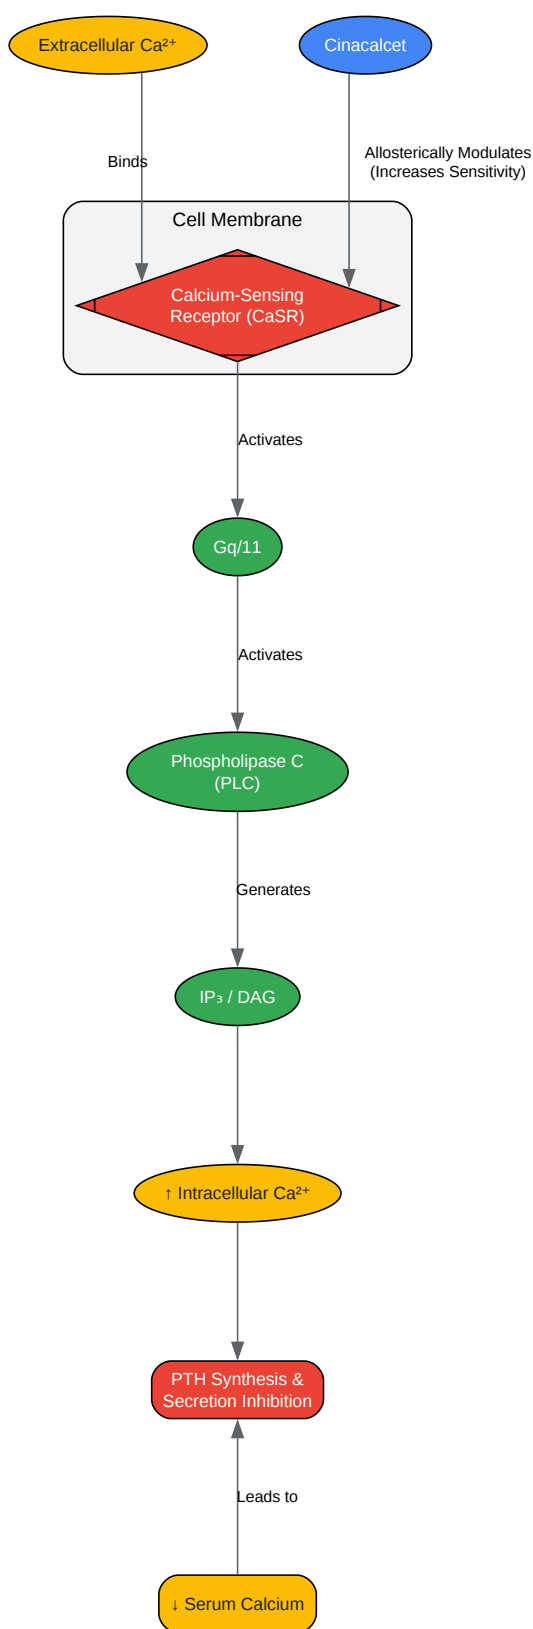 Extracellular Ca²⁺
Cinacalcet
Binds
Allosterically Modulates
(Increases Sensitivity)
Cell Membrane
Calcium-Sensing
Receptor (CaSR)
Activates
Gq/11
Activates
Phospholipase C
(PLC)
Generates
IP₃ / DAG
↑ Intracellular Ca²⁺
PTH Synthesis &
Secretion Inhibition
Leads to
↓ Serum Calcium